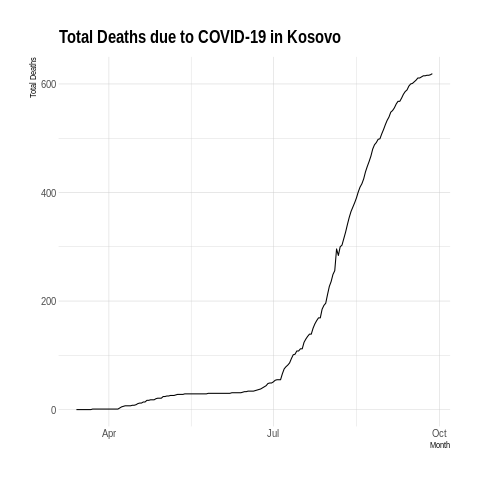 Total Deaths due to COVID-19 in Kosovo
Total Deaths
600
400
200
0
Apr
Jul
Oct
Month